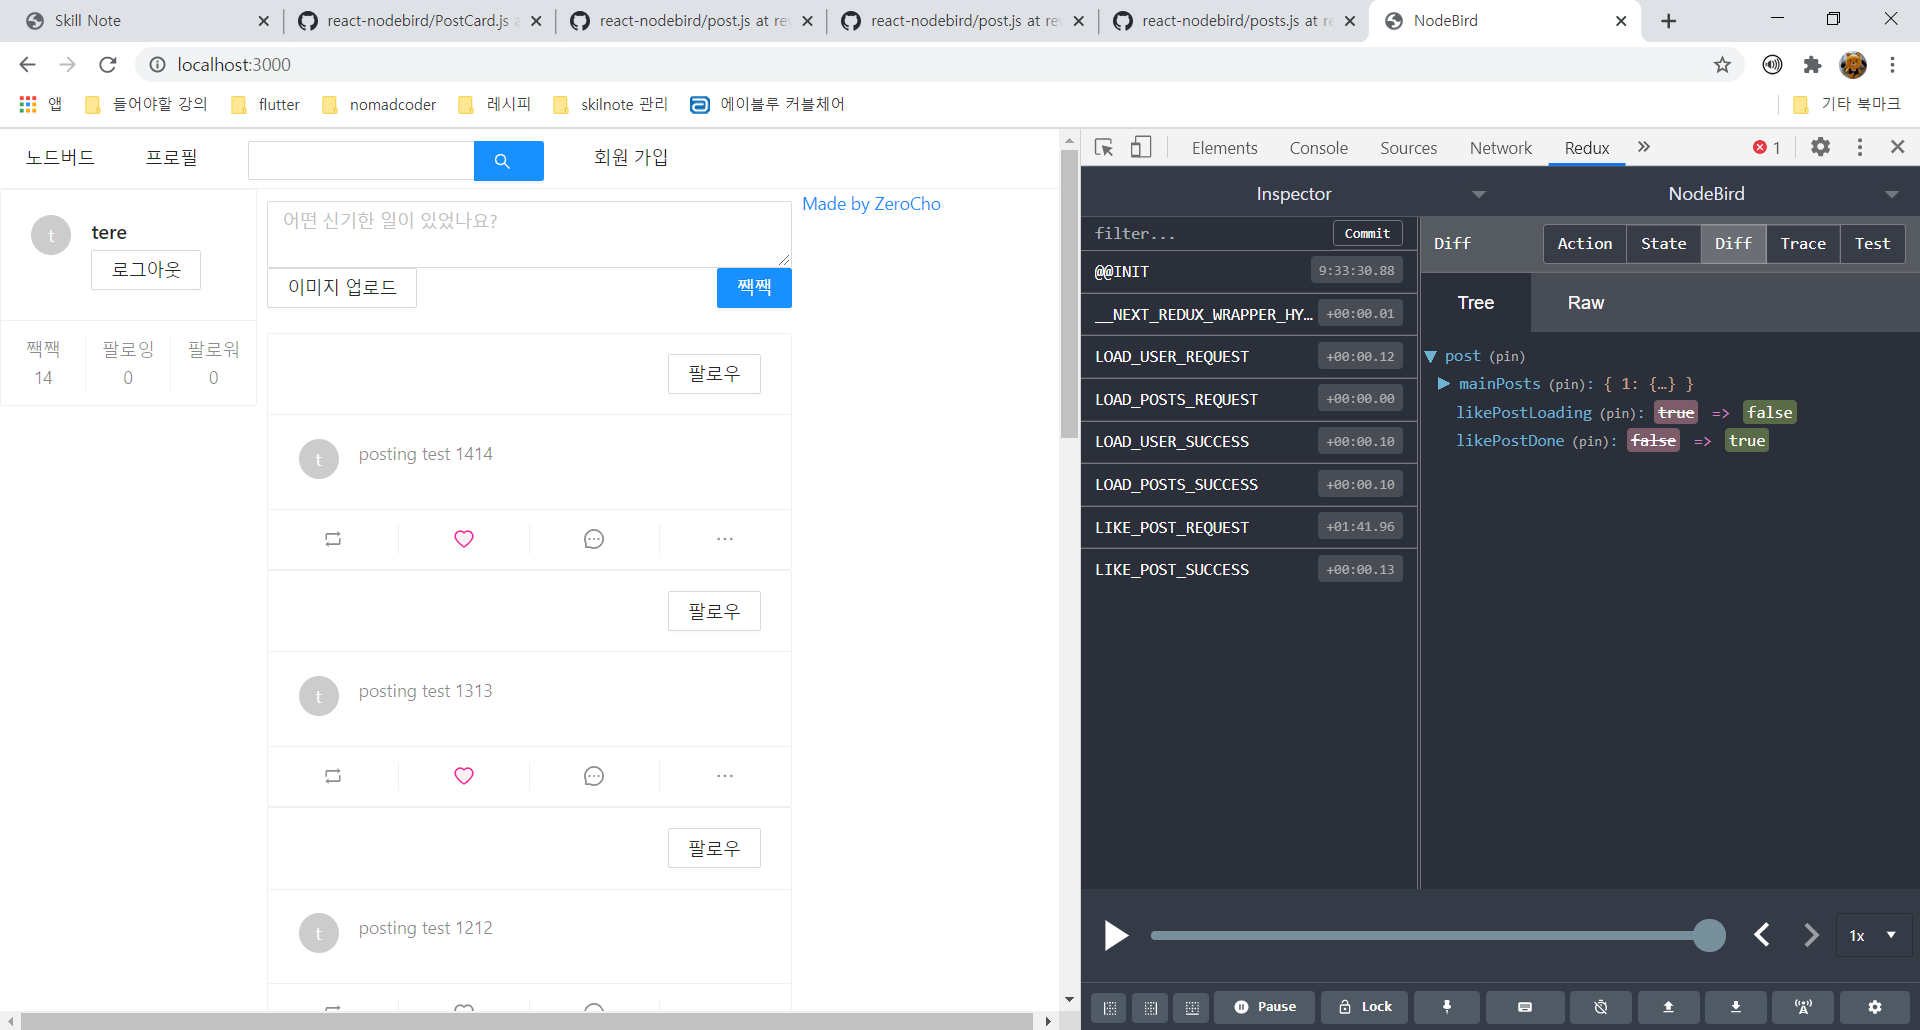 Skill Note
react-nodebird/PostCard.js a
react-nodebird/post.js at rev
react-nodebird/post.js at rev
react-nodebird/posts.js at re
NodeBird
localhost:3000
앱
들어야할 강의
flutter
nomadcoder
레시피
skilnote 관리
에이블루 커블체어
기타 북마크
노드버드
프로필
회원 가입
t
tere
로그아웃
짹짹
14
팔로잉
0
팔로워
0
어떤 신기한 일이 있었나요?
이미지 업로드
짹짹
Made by ZeroCho
팔로우
t
posting test 1414
팔로우
t
posting test 1313
팔로우
t
posting test 1212
Elements
Console
Sources
Network
Redux
1
Inspector
NodeBird
filter...
Commit
@@INIT
9:33:30.88
__NEXT_REDUX_WRAPPER_HY…
+00:00.01
LOAD_USER_REQUEST
+00:00.12
LOAD_POSTS_REQUEST
+00:00.00
LOAD_USER_SUCCESS
+00:00.10
LOAD_POSTS_SUCCESS
+00:00.10
LIKE_POST_REQUEST
+01:41.96
LIKE_POST_SUCCESS
+00:00.13
Diff
Action
State
Diff
Trace
Test
Tree
Raw
post (pin)
mainPosts (pin): { 1: {…} }
likePostLoading (pin): true => false
likePostDone (pin): false => true
1x
Pause
Lock